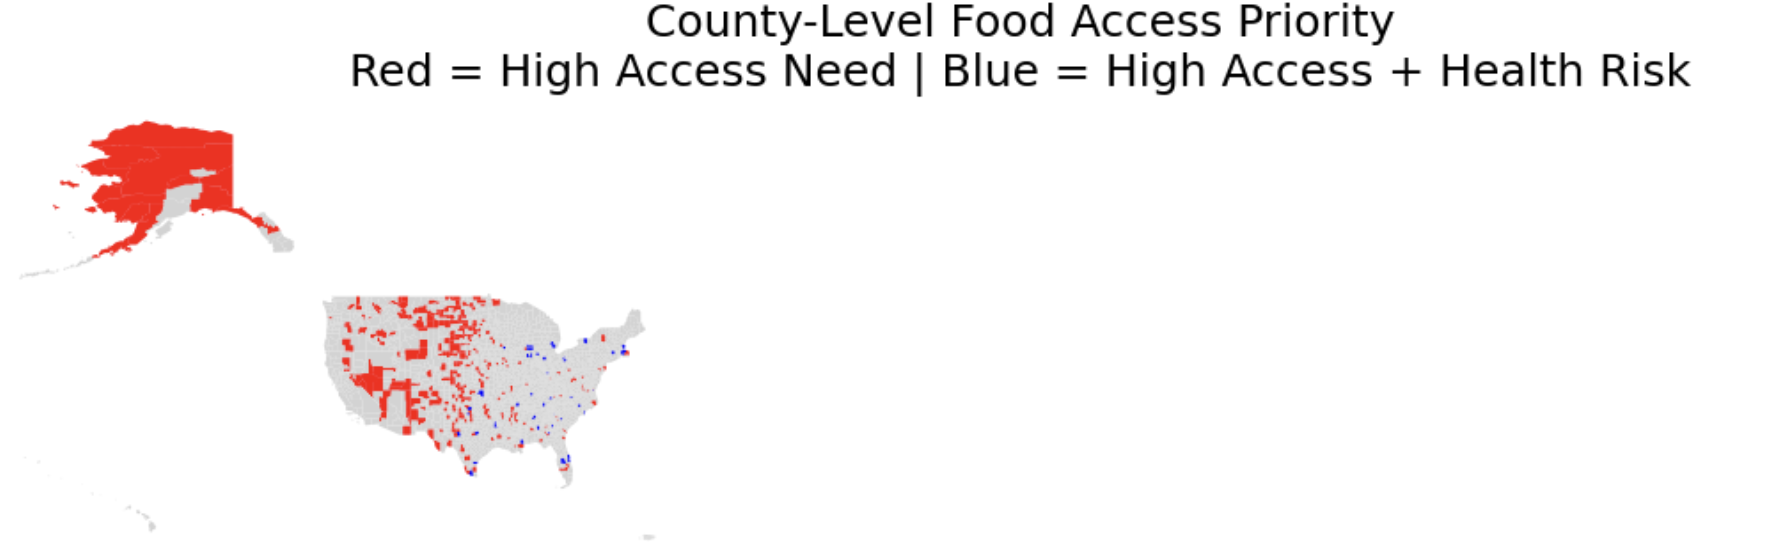 County-Level Food Access Priority
Red = High Access Need | Blue = High Access + Health Risk